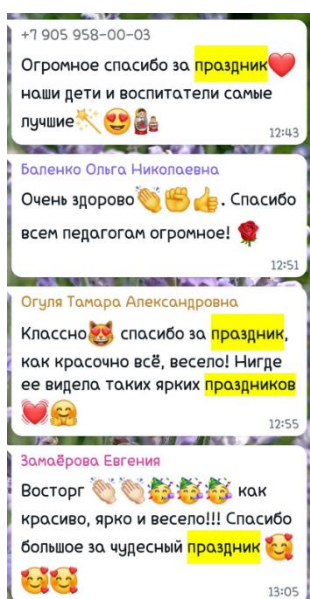 +7 905 958-00-03
Огромное спасибо за праздник❤️
наши дети и воспитатели самые
лучшие🪄😍🪆
12:43
Баленко Ольга Николаевна
Очень здорово👏✊👍. Спасибо
всем педагогам огромное! 🌹
12:51
Огуля Тамара Александровна
Классно😻 спасибо за праздник,
как красочно всё, весело! Нигде
ее видела таких ярких праздников
💓🤗
12:55
Замаёрова Евгения
Восторг 👏🏻👏🏻🥳🥳🥳 как
красиво, ярко и весело!!! Спасибо
большое за чудесный праздник 🥰
🥰🥰
13:05